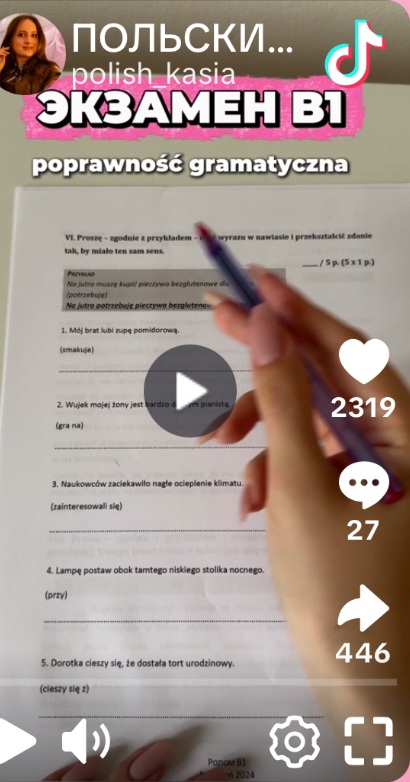 ПОЛЬСКИ...
polish_kasia
ЭКЗАМЕН B1
poprawność gramatyczna
VI. Proszę – zgodnie z przykładem – wyrazu w nawiasie i przekształcić zdanie
tak, by miało ten sam sens.
___ / 5 p. (5 x 1 p.)
PRZYKŁAD
Na jutro muszę kupić pieczywo bezglutenowe dla
(potrzebuję)
Na jutro potrzebuję pieczywa bezglutenowego
1. Mój brat lubi zupę pomidorową.
(smakuje)
2. Wujek mojej żony jest bardzo dobrym pianistą.
(gra na)
3. Naukowców zaciekawiło nagłe ocieplenie klimatu.
(zainteresowali się)
4. Lampę postaw obok tamtego niskiego stolika nocnego.
(przy)
5. Dorotka cieszy się, że dostała tort urodzinowy.
(cieszy się z)
Poziom B1
2024
2319
27
446